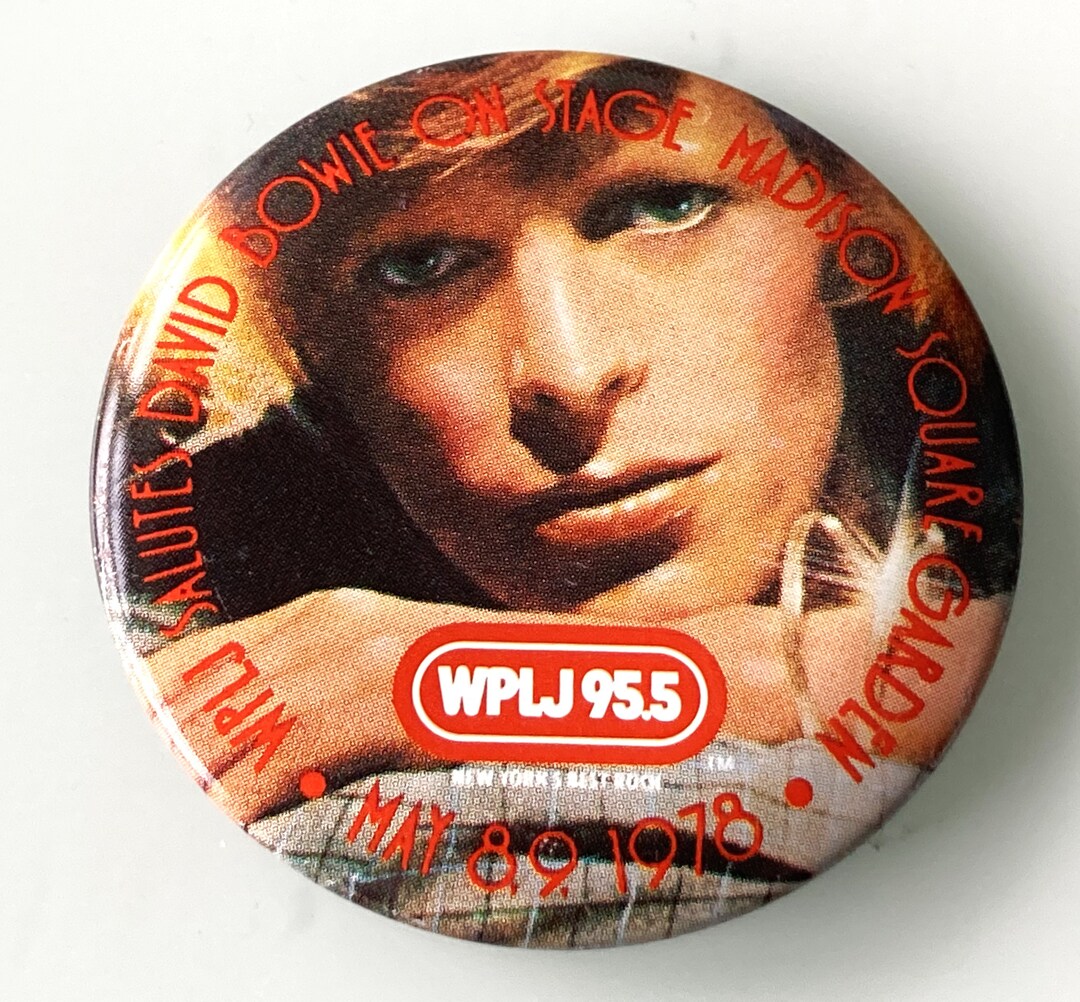 WPLJ SALUTES DAVID BOWIE ON STAGE MADISON SQUARE GARDEN
WPLJ 95.5
TM
NEW YORK'S BEST ROCK
• MAY 8.9. 1978 •